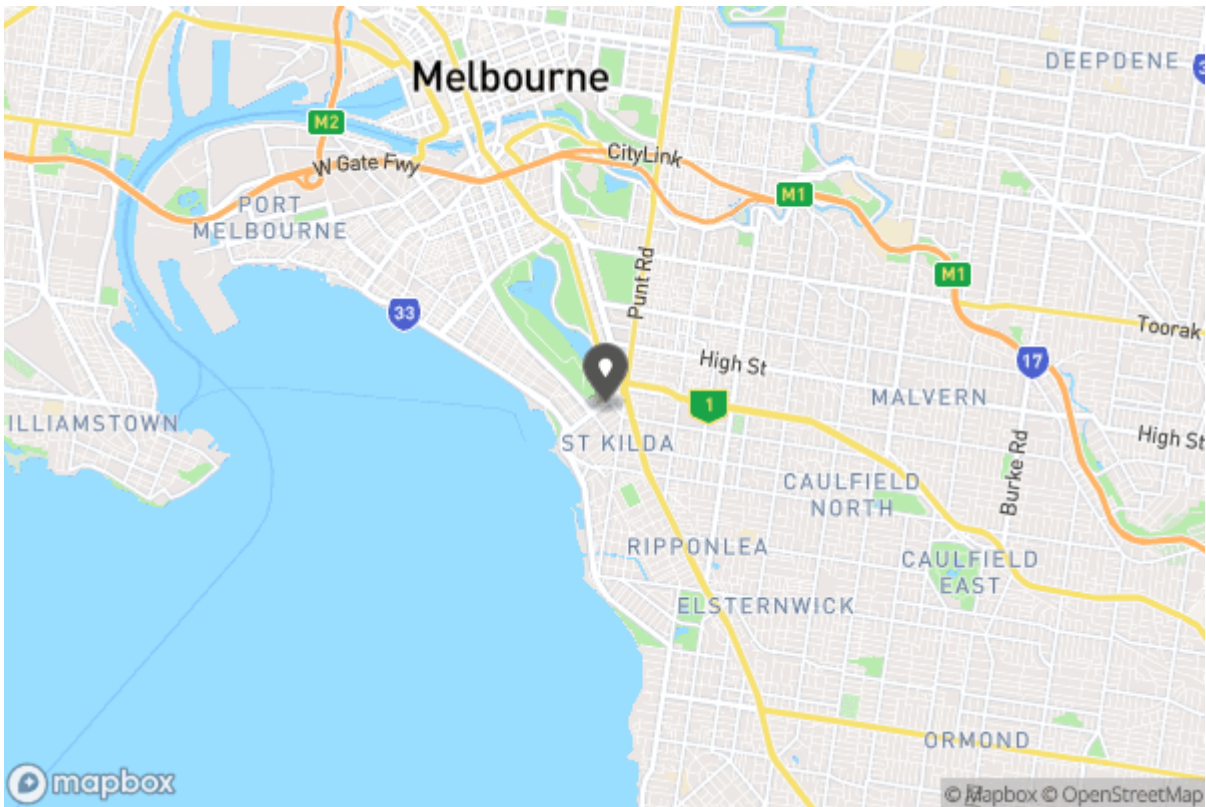 DEEPDENE
3
Melbourne
M2
CityLink
W Gate Fwy
M1
PORT
MELBOURNE
Punt Rd
M1
33
Toorak
High St
17
1
MALVERN
ILLIAMSTOWN
High St
ST KILDA
Burke Rd
CAULFIELD
NORTH
RIPPONLEA
CAULFIELD
EAST
ELSTERNWICK
ORMOND
mapbox
© Mapbox © OpenStreetMap